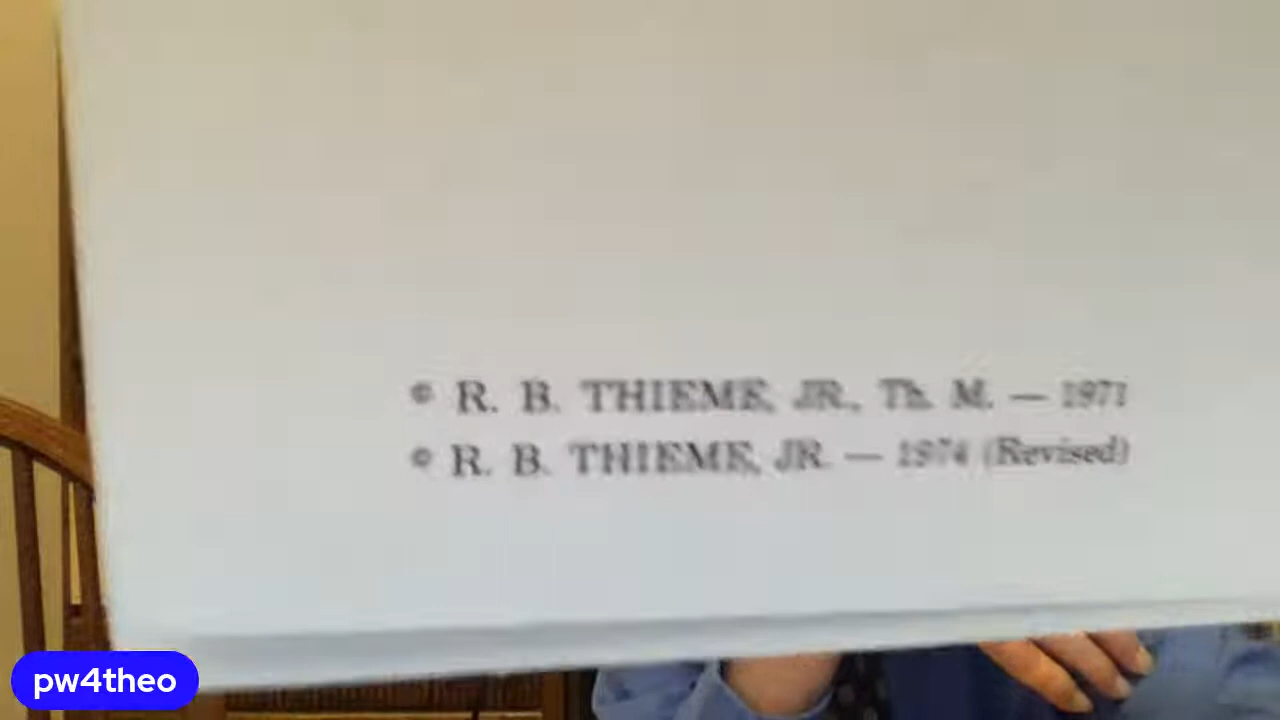 © R. B. THIEME, JR., Th. M. — 1971
© R. B. THIEME, JR. — 1974 (Revised)
pw4theo